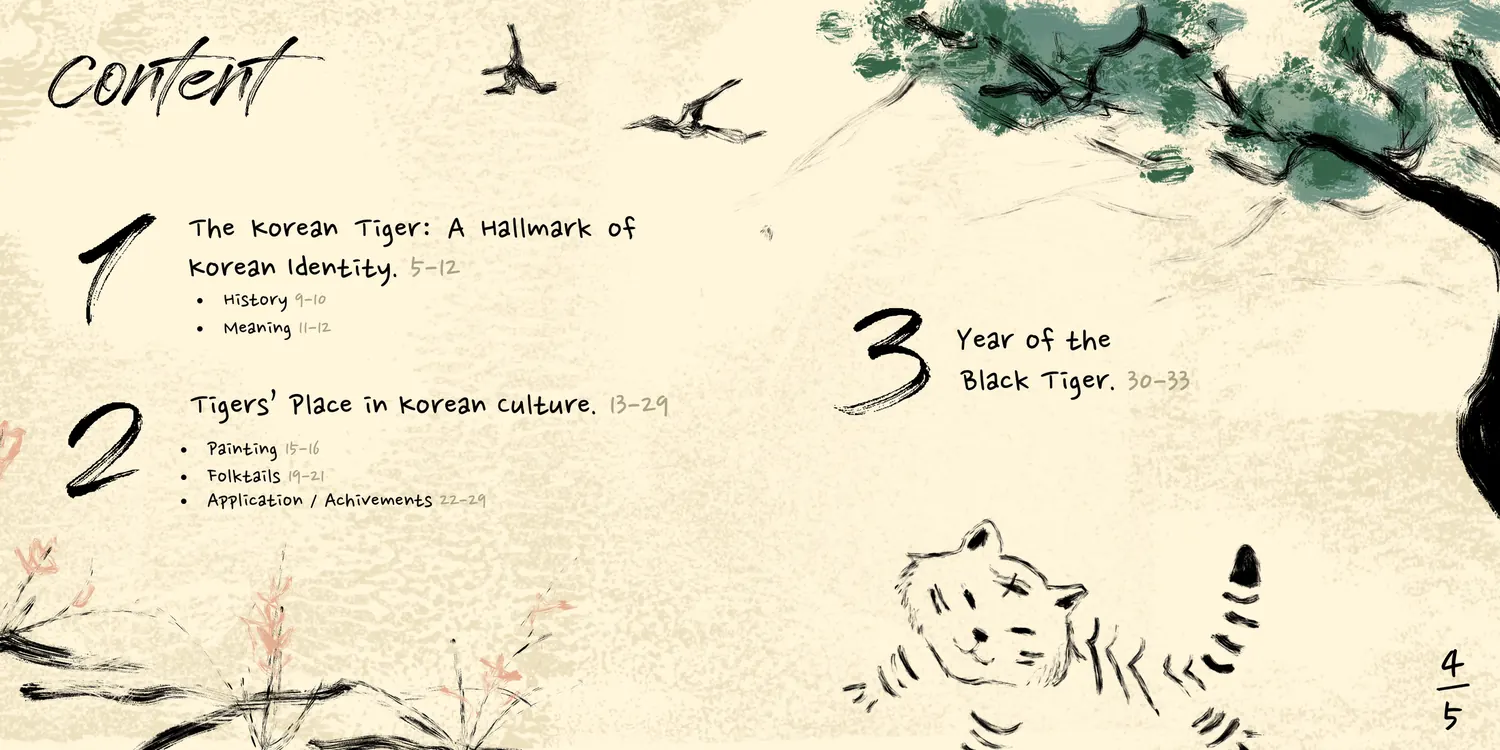 content
1
The Korean Tiger: A Hallmark of
Korean Identity. 5-12
• History 9-10
• Meaning 11-12
2
Tigers' Place in Korean Culture. 13-29
• Painting 15-16
• Folktails 19-21
• Application / Achivements 22-29
3
Year of the
Black Tiger. 30-33
4
5